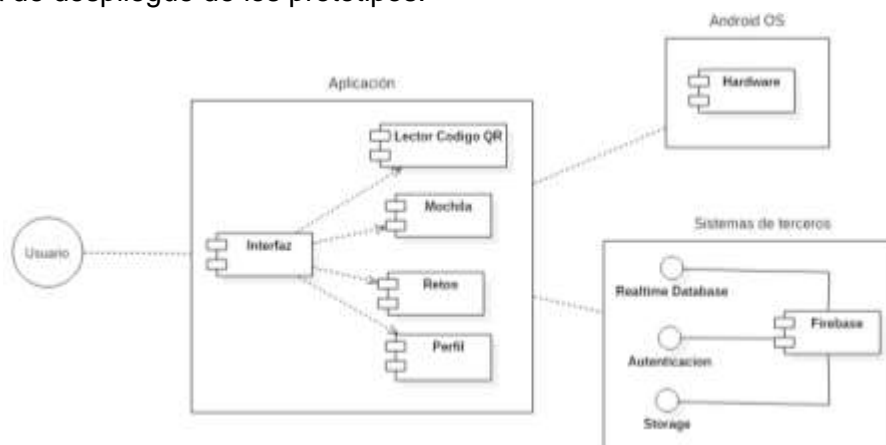 de despliegue de los prototipos.
Android OS
Hardware
Aplicación
Lector Codigo QR
Mochila
Interfaz
Usuario
Retos
Perfil
Sistemas de terceros
Realtime Database
Firebase
Autenticacion
Storage